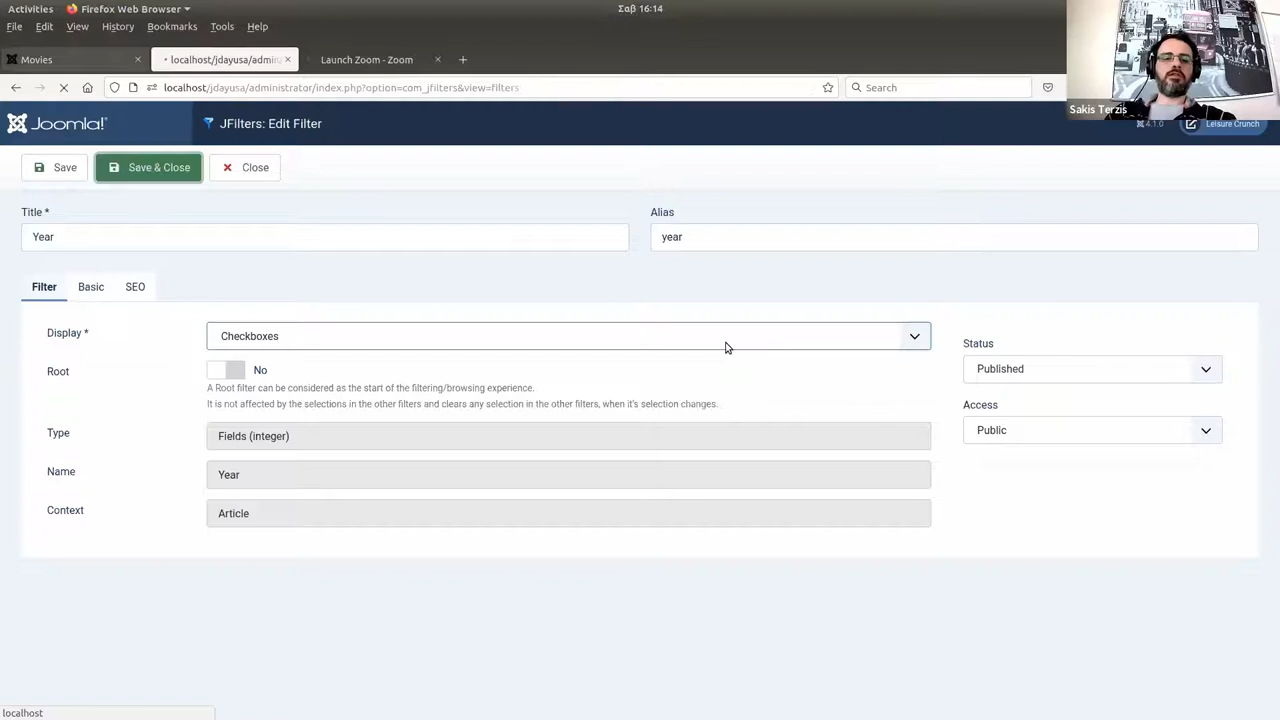 Activities
Firefox Web Browser
Σαβ 16:14
File Edit View History Bookmarks Tools Help
Movies
localhost/jdayusa/admini
Launch Zoom - Zoom
localhost/jdayusa/administrator/index.php?option=com_jfilters&view=filters
Search
Sakis Terzis
Joomla!
JFilters: Edit Filter
4.1.0
Leisure Crunch
Save
Save & Close
Close
Title *
Alias
Year
year
Filter Basic SEO
Display *
Checkboxes
Status
Published
Root
No
A Root filter can be considered as the start of the filtering/browsing experience.
It is not affected by the selections in the other filters and clears any selection in the other filters, when it's selection changes.
Access
Public
Type
Fields (integer)
Name
Year
Context
Article
localhost